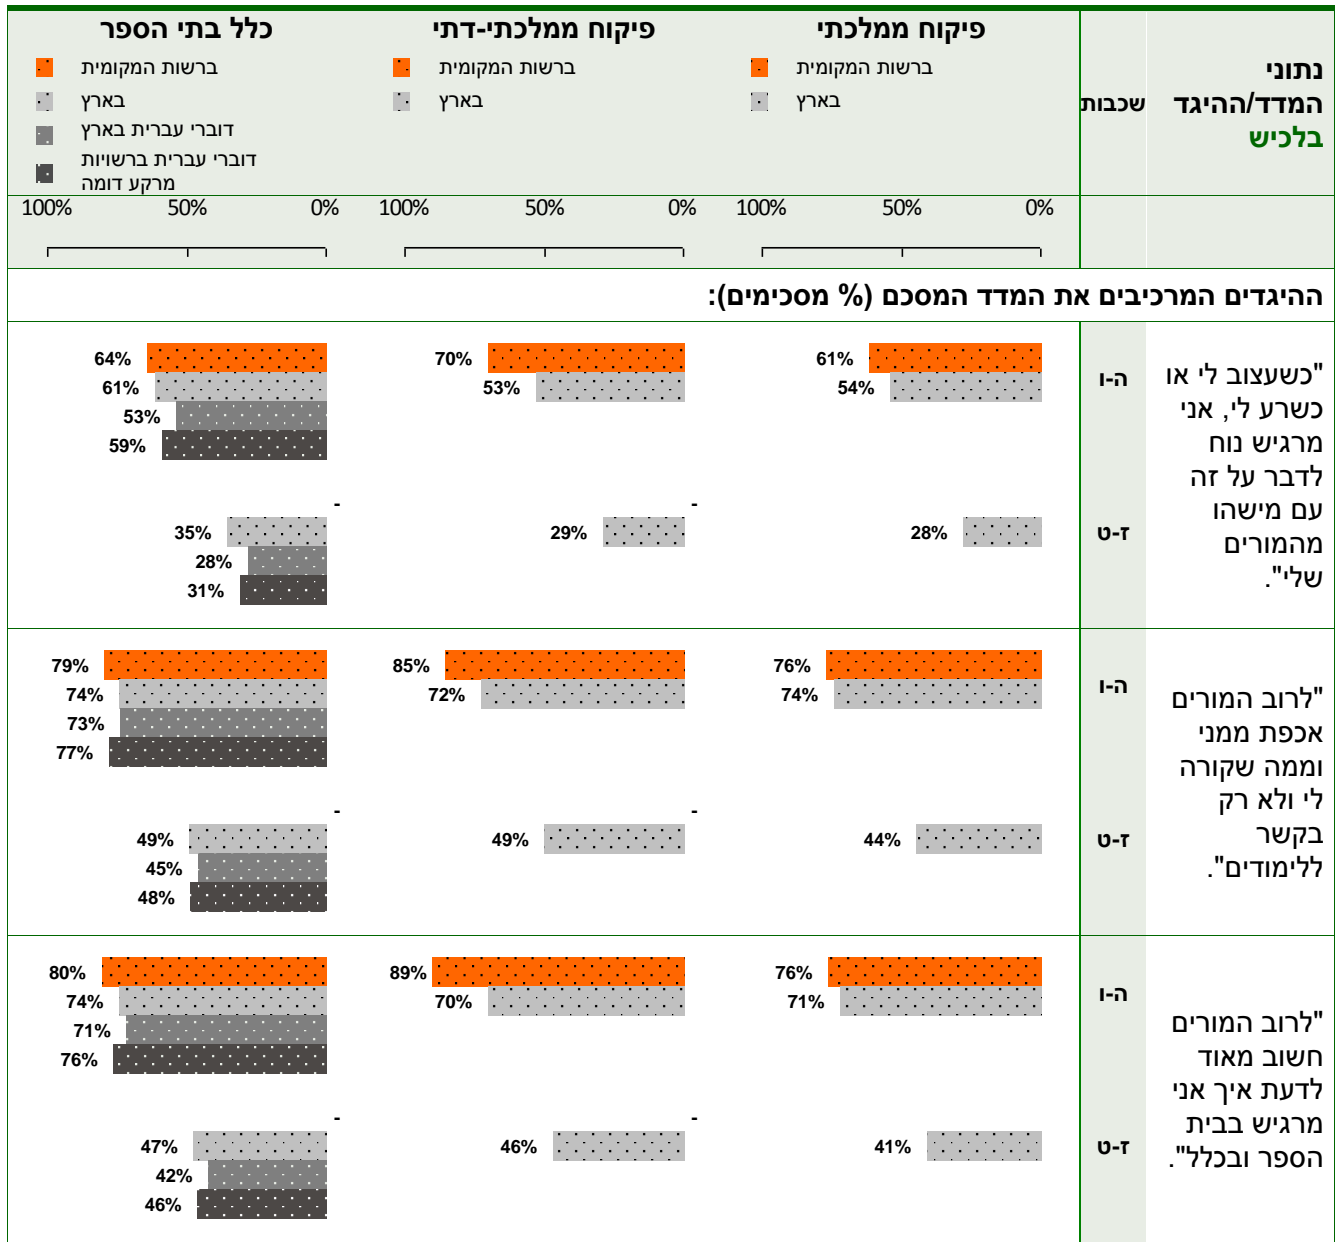 נתוני
המדד/ההיגד
בלכיש
שכבות
פיקוח ממלכתי
ברשות המקומית
בארץ
פיקוח ממלכתי-דתי
ברשות המקומית
בארץ
כלל בתי הספר
ברשות המקומית
בארץ
דוברי עברית בארץ
דוברי עברית ברשויות
מרקע דומה
0% 50% 100%
0% 50% 100%
0% 50% 100%
ההיגדים המרכיבים את המדד המסכם (% מסכימים):
"כשעצוב לי או
כשרע לי, אני
מרגיש נוח
לדבר על זה
עם מישהו
מהמורים
שלי".
ה-ו
61%
54%
70%
53%
64%
61%
53%
59%
ז-ט
28%
-
29%
-
35%
28%
31%
"לרוב המורים
אכפת ממני
וממה שקורה
לי ולא רק
בקשר
ללימודים".
ה-ו
76%
74%
85%
72%
79%
74%
73%
77%
ז-ט
44%
-
49%
-
49%
45%
48%
"לרוב המורים
חשוב מאוד
לדעת איך אני
מרגיש בבית
הספר ובכלל".
ה-ו
76%
71%
89%
70%
80%
74%
71%
76%
ז-ט
41%
-
46%
-
47%
42%
46%